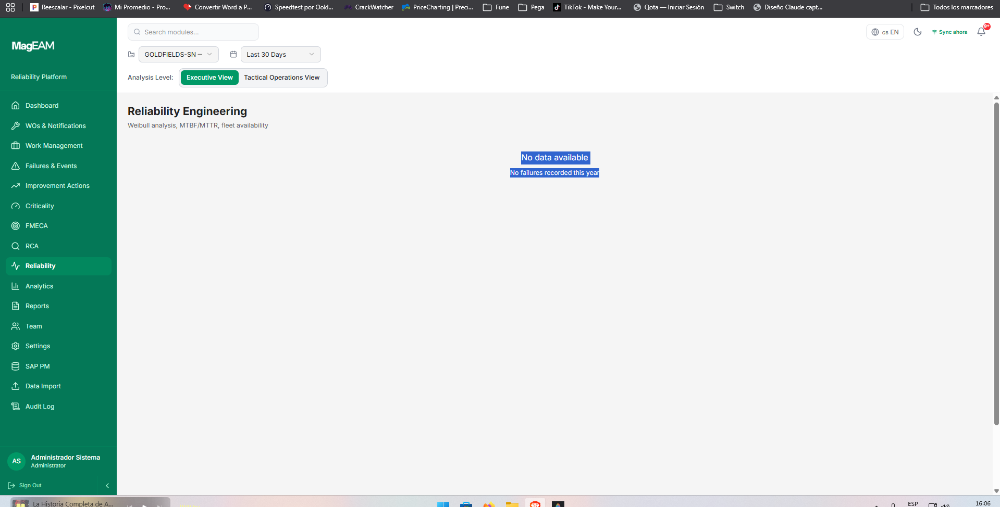 Reescalar - Pixelcut
Mi Promedio - Pro...
Convertir Word a P...
Speedtest por Ookl...
CrackWatcher
PriceCharting | Preci...
Fune
Pega
TikTok - Make Your...
Qota — Iniciar Sesión
Switch
Diseño Claude capt...
Todos los marcadores
MagEAM
Reliability Platform
Dashboard
WOs & Notifications
Work Management
Failures & Events
Improvement Actions
Criticality
FMECA
RCA
Reliability
Analytics
Reports
Team
Settings
SAP PM
Data Import
Audit Log
AS
Administrador Sistema
Administrator
Sign Out
Search modules...
GB EN
Sync ahora
9+
GOLDFIELDS-SN —
Last 30 Days
Analysis Level:
Executive View
Tactical Operations View
Reliability Engineering
Weibull analysis, MTBF/MTTR, fleet availability
No data available
No failures recorded this year
La Historia Completa de A...
ESP
16:06